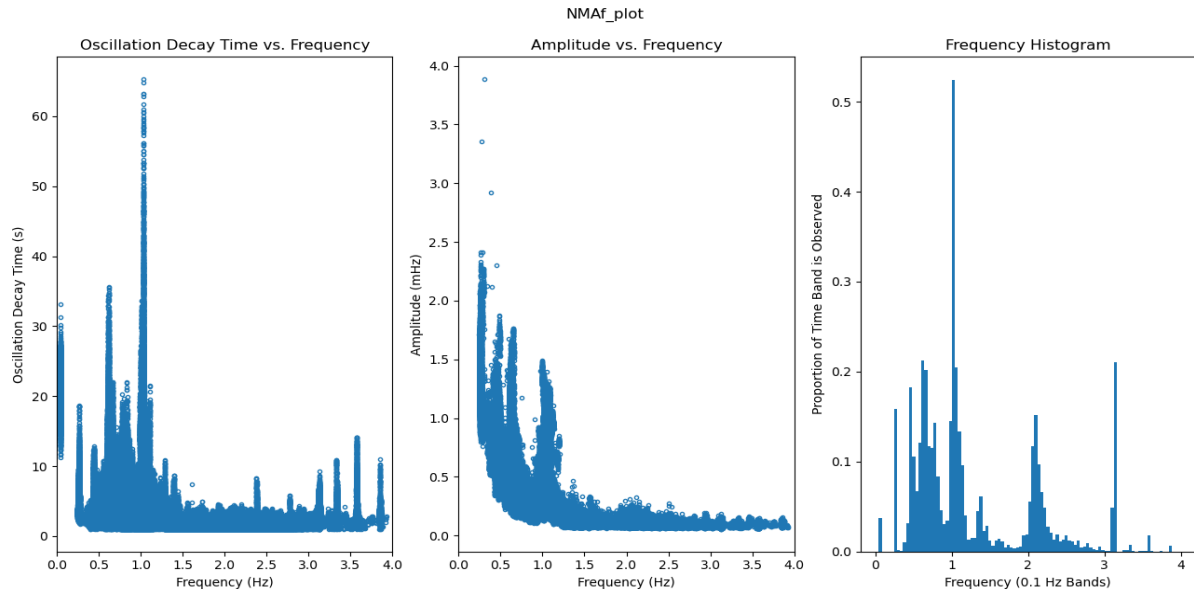 NMAf_plot
Oscillation Decay Time vs. Frequency
Oscillation Decay Time (s)
60
50
40
30
20
10
0
0.0 0.5 1.0 1.5 2.0 2.5 3.0 3.5 4.0
Frequency (Hz)
Amplitude vs. Frequency
Amplitude (mHz)
4.0
3.5
3.0
2.5
2.0
1.5
1.0
0.5
0.0
0.0 0.5 1.0 1.5 2.0 2.5 3.0 3.5 4.0
Frequency (Hz)
Frequency Histogram
Proportion of Time Band is Observed
0.5
0.4
0.3
0.2
0.1
0.0
0 1 2 3 4
Frequency (0.1 Hz Bands)